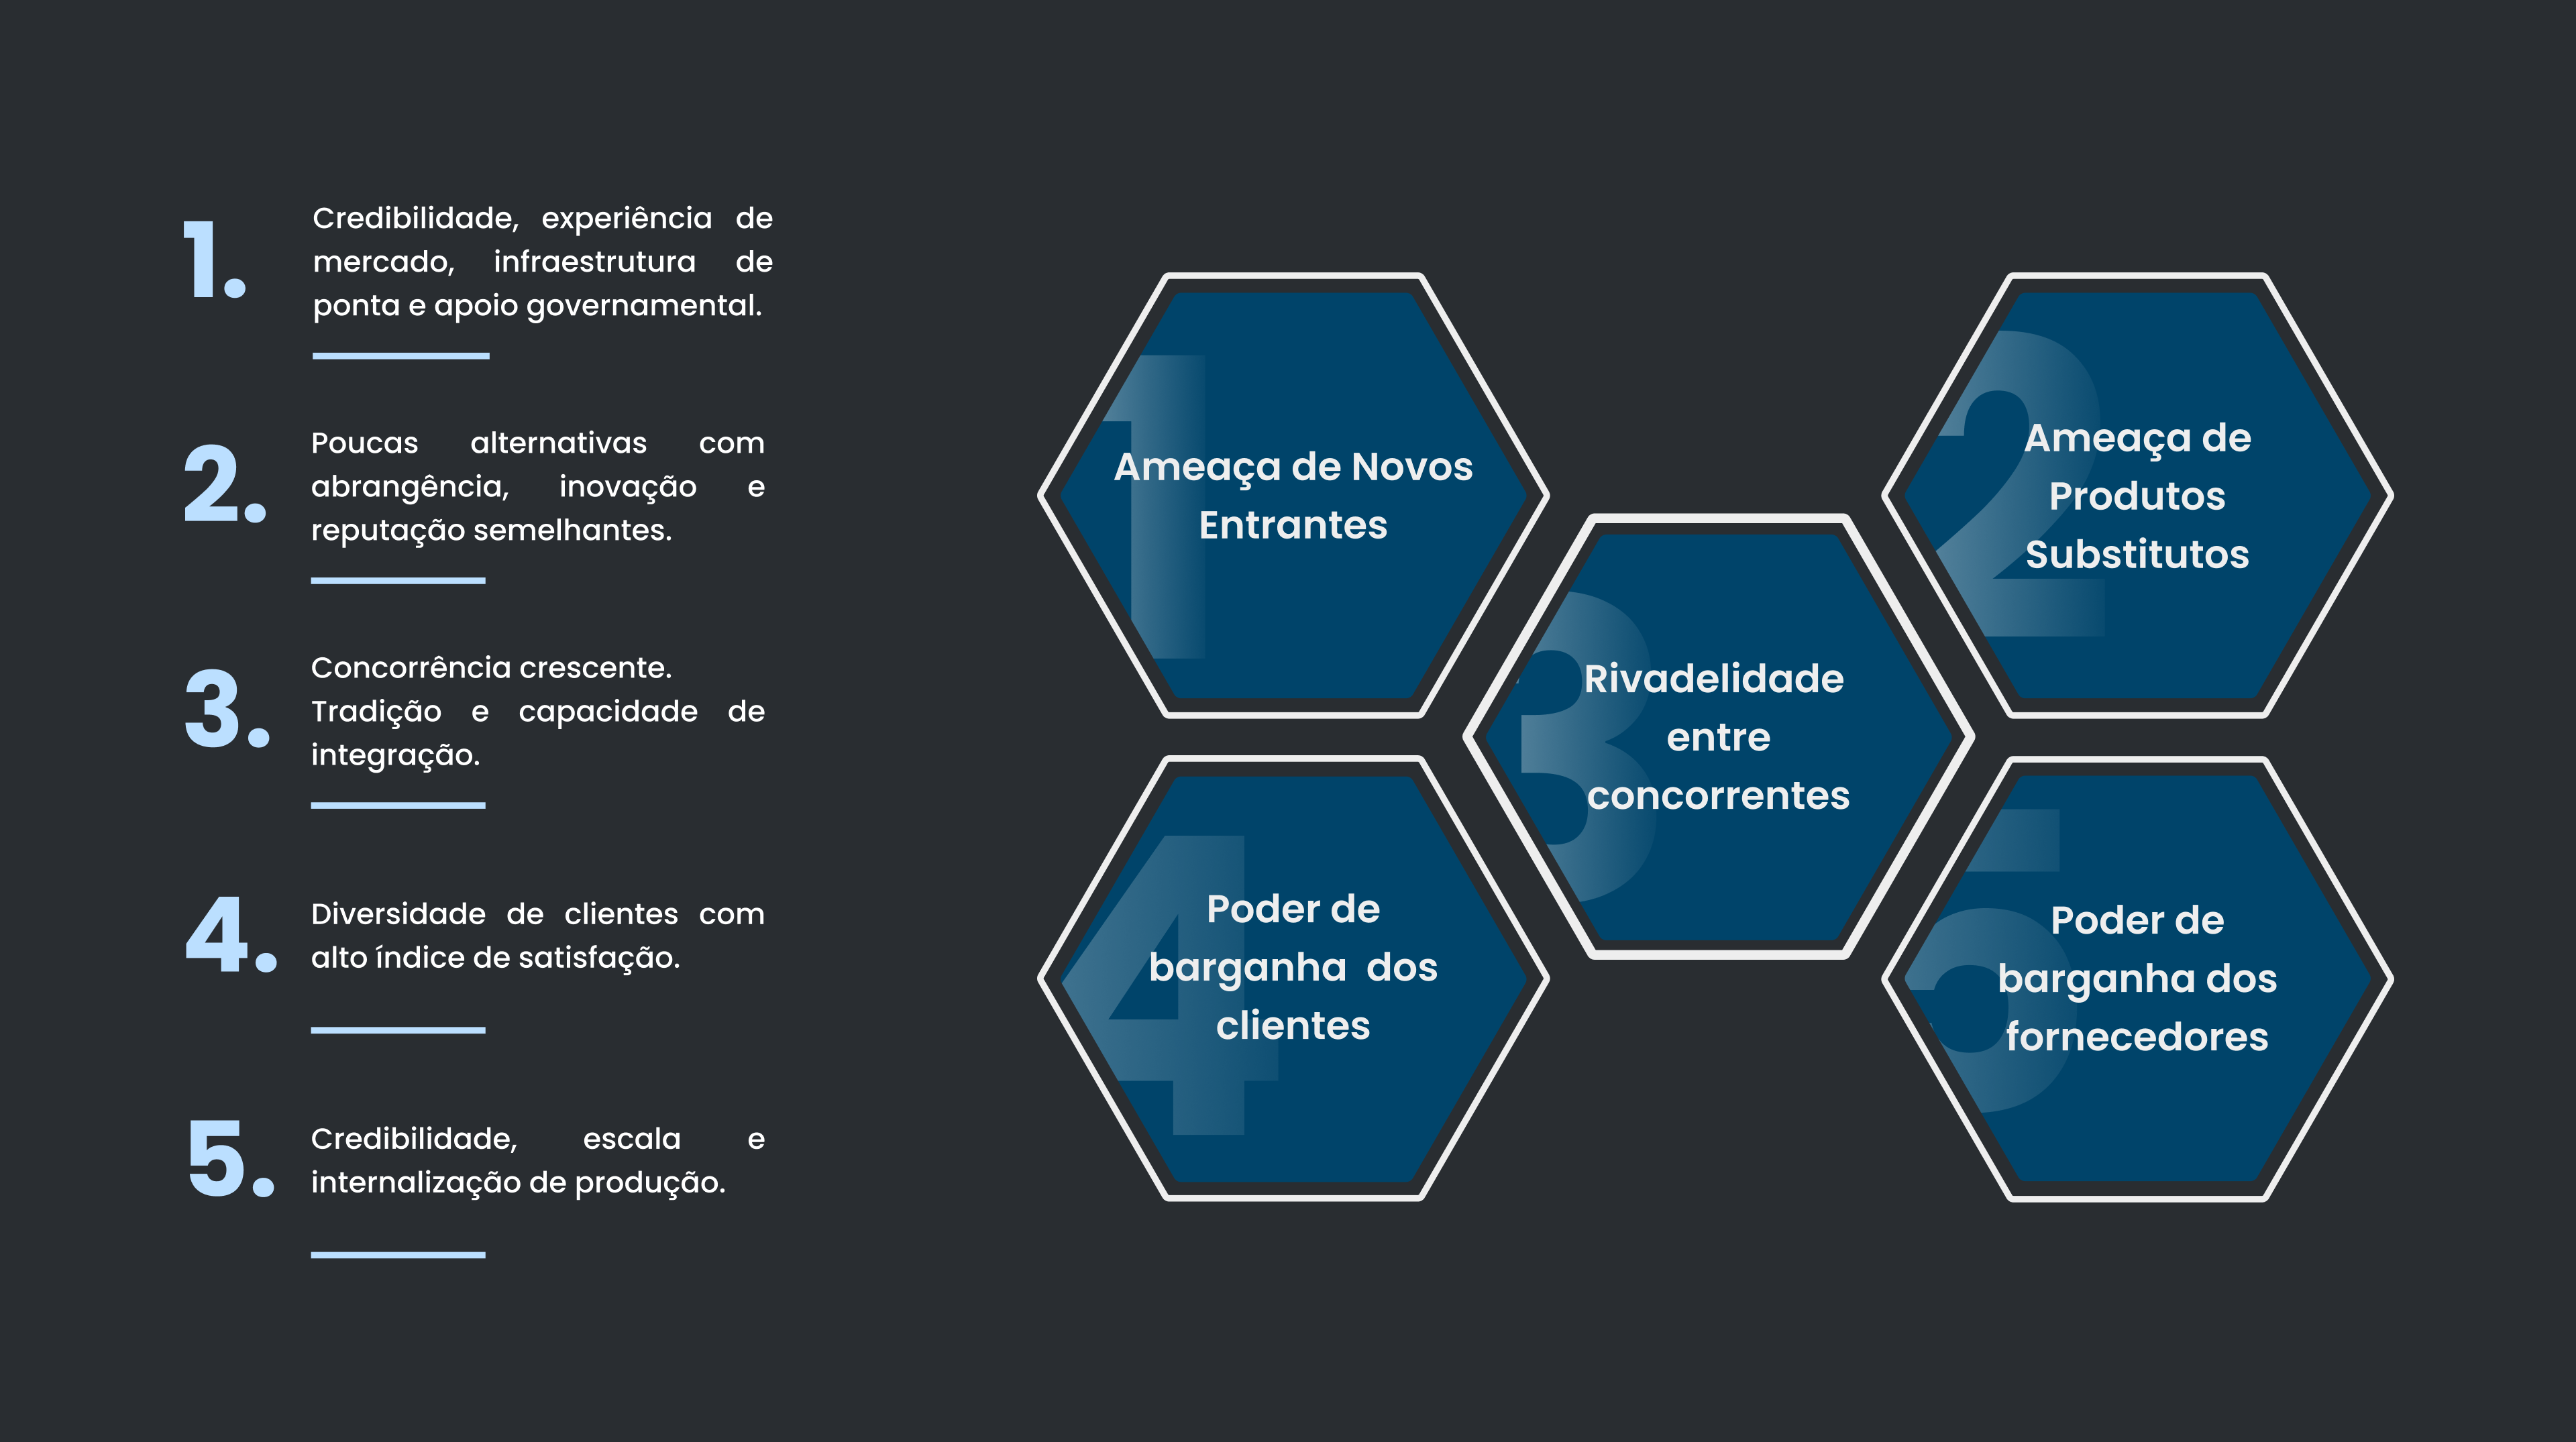 1.
Credibilidade, experiência de
mercado, infraestrutura de
ponta e apoio governamental.
2.
Poucas alternativas com
abrangência, inovação e
reputação semelhantes.
3.
Concorrência crescente.
Tradição e capacidade de
integração.
4.
Diversidade de clientes com
alto índice de satisfação.
5.
Credibilidade, escala e
internalização de produção.
1
Ameaça de Novos
Entrantes
2
Ameaça de
Produtos
Substitutos
3
Rivadelidade
entre
concorrentes
4
Poder de
barganha dos
clientes
5
Poder de
barganha dos
fornecedores